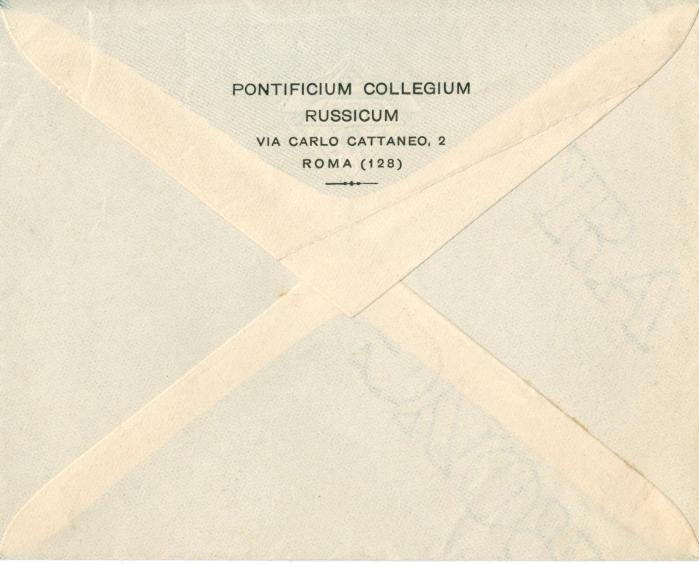 PONTIFICIUM COLLEGIUM
RUSSICUM
VIA CARLO CATTANEO, 2
ROMA (128)